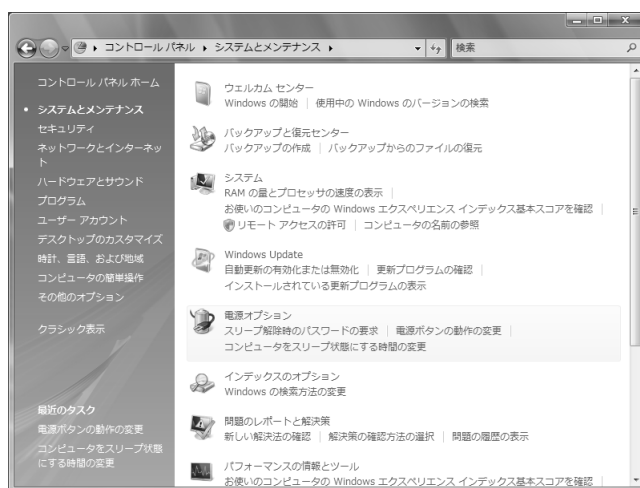 コントロール パネル ▸ システムとメンテナンス ▸
検索
コントロール パネル ホーム
システムとメンテナンス
セキュリティ
ネットワークとインターネッ
ト
ハードウェアとサウンド
プログラム
ユーザー アカウント
デスクトップのカスタマイズ
時計、言語、および地域
コンピュータの簡単操作
その他のオプション
クラシック表示
最近のタスク
電源ボタンの動作の変更
コンピュータをスリープ状態
にする時間の変更
ウェルカム センター
Windows の開始 | 使用中の Windows のバージョンの検索
バックアップと復元センター
バックアップの作成 | バックアップからのファイルの復元
システム
RAM の量とプロセッサの速度の表示 |
お使いのコンピュータの Windows エクスペリエンス インデックス基本スコアを確認 |
リモート アクセスの許可 | コンピュータの名前の参照
Windows Update
自動更新の有効化または無効化 | 更新プログラムの確認 |
インストールされている更新プログラムの表示
電源オプション
スリープ解除時のパスワードの要求 | 電源ボタンの動作の変更 |
コンピュータをスリープ状態にする時間の変更
インデックスのオプション
Windows の検索方法の変更
問題のレポートと解決策
新しい解決法の確認 | 解決策の確認方法の選択 | 問題の履歴の表示
パフォーマンスの情報とツール
お使いのコンピュータの Windows エクスペリエンス インデックス基本スコアを確認 |